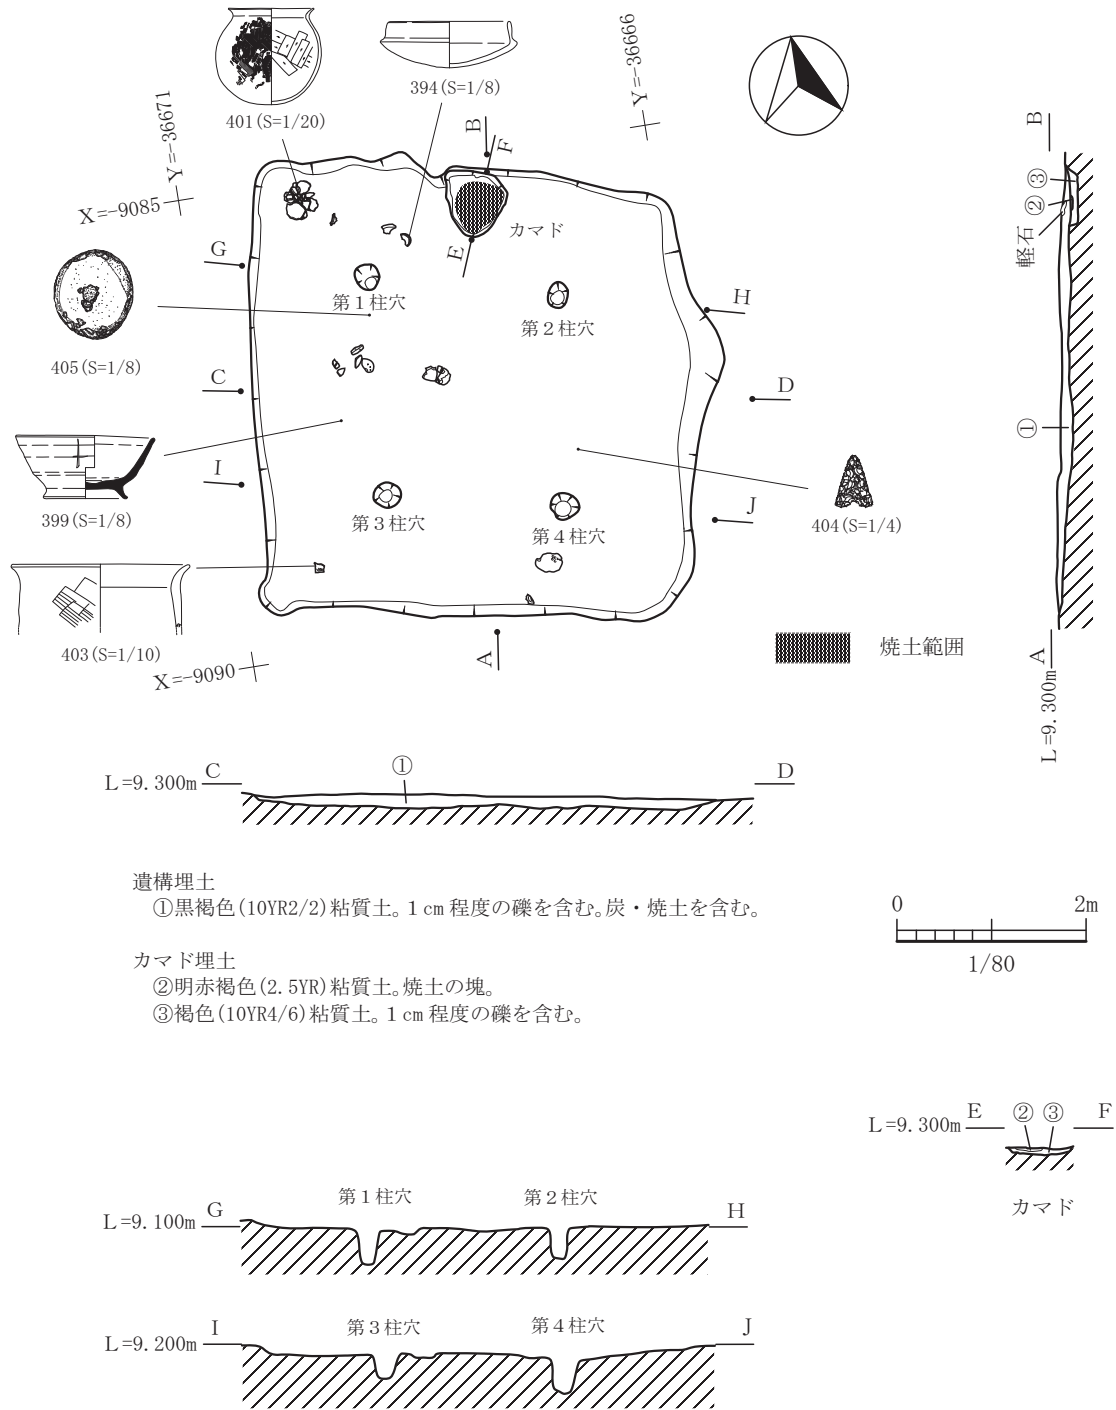 401(S=1/20)
394(S=1/8)
Y=-36671
Y=-36666
X=-9085
B
F
E
カマド
G
第1柱穴
第2柱穴
H
405(S=1/8)
C
D
399(S=1/8)
I
第3柱穴
第4柱穴
J
404(S=1/4)
403(S=1/10)
X=-9090
A
焼土範囲
B
③
②
軽石
①
A
L=9.300m
L=9.300m
C
①
D
遺構埋土
①黒褐色(10YR2/2)粘質土。1cm程度の礫を含む。炭・焼土を含む。
カマド埋土
②明赤褐色(2.5YR)粘質土。焼土の塊。
③褐色(10YR4/6)粘質土。1cm程度の礫を含む。
0 2m
1/80
L=9.300m
E
②
③
F
カマド
第1柱穴
第2柱穴
L=9.100m
G
H
第3柱穴
第4柱穴
L=9.200m
I
J